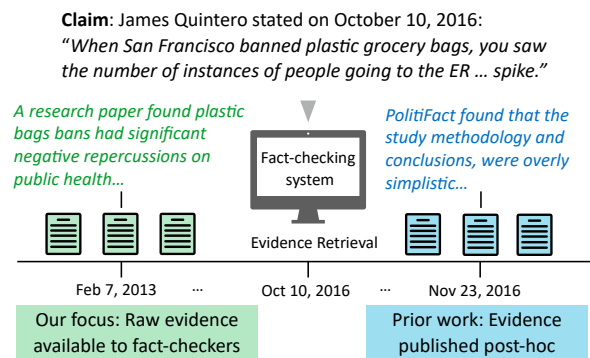 Claim: James Quintero stated on October 10, 2016:
“When San Francisco banned plastic grocery bags, you saw
the number of instances of people going to the ER ... spike.”
A research paper found plastic
bags bans had significant
negative repercussions on
public health...
Fact-checking
system
PolitiFact found that the
study methodology and
conclusions, were overly
simplistic...
Evidence Retrieval
Feb 7, 2013 ... Oct 10, 2016 ... Nov 23, 2016
Our focus: Raw evidence
available to fact-checkers
Prior work: Evidence
published post-hoc